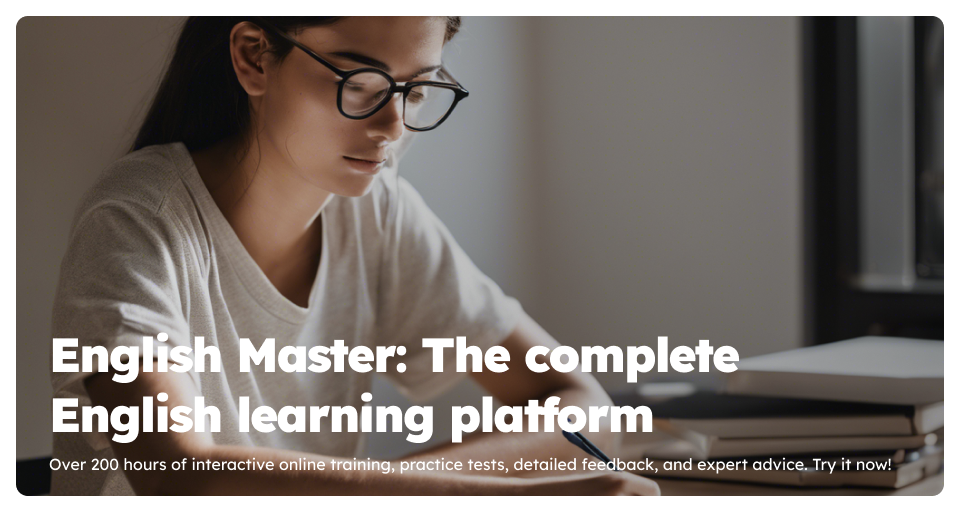 English Master: The complete
English learning platform
Over 200 hours of interactive online training, practice tests, detailed feedback, and expert advice. Try it now!